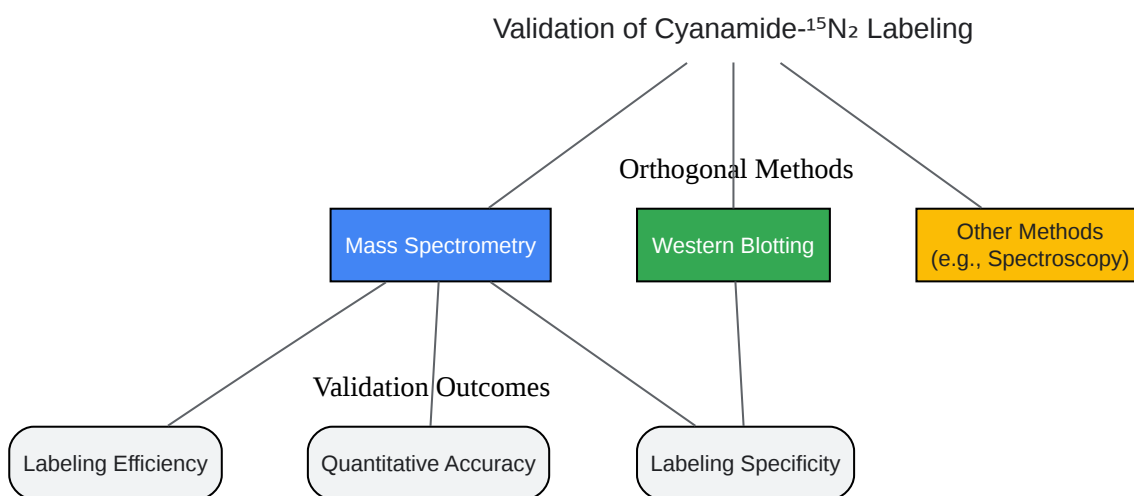 Validation of Cyanamide-¹⁵N₂ Labeling
Orthogonal Methods
Mass Spectrometry
Western Blotting
Other Methods
(e.g., Spectroscopy)
Validation Outcomes
Labeling Efficiency
Quantitative Accuracy
Labeling Specificity